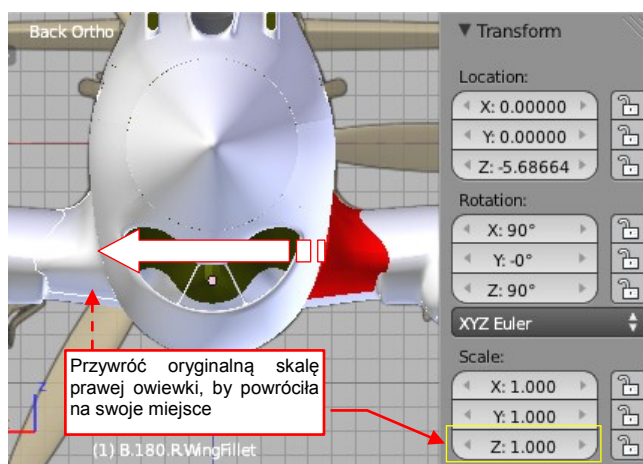 Back Ortho
Transform
Location:
X: 0.00000
Y: 0.00000
Z: -5.68664
Rotation:
X: 90°
Y: -0°
Z: 90°
XYZ Euler
Scale:
X: 1.000
Y: 1.000
Z: 1.000
Przywróć oryginalną skalę
prawej owiewki, by powróciła
na swoje miejsce
z
(1) B.180.R.WingFillet